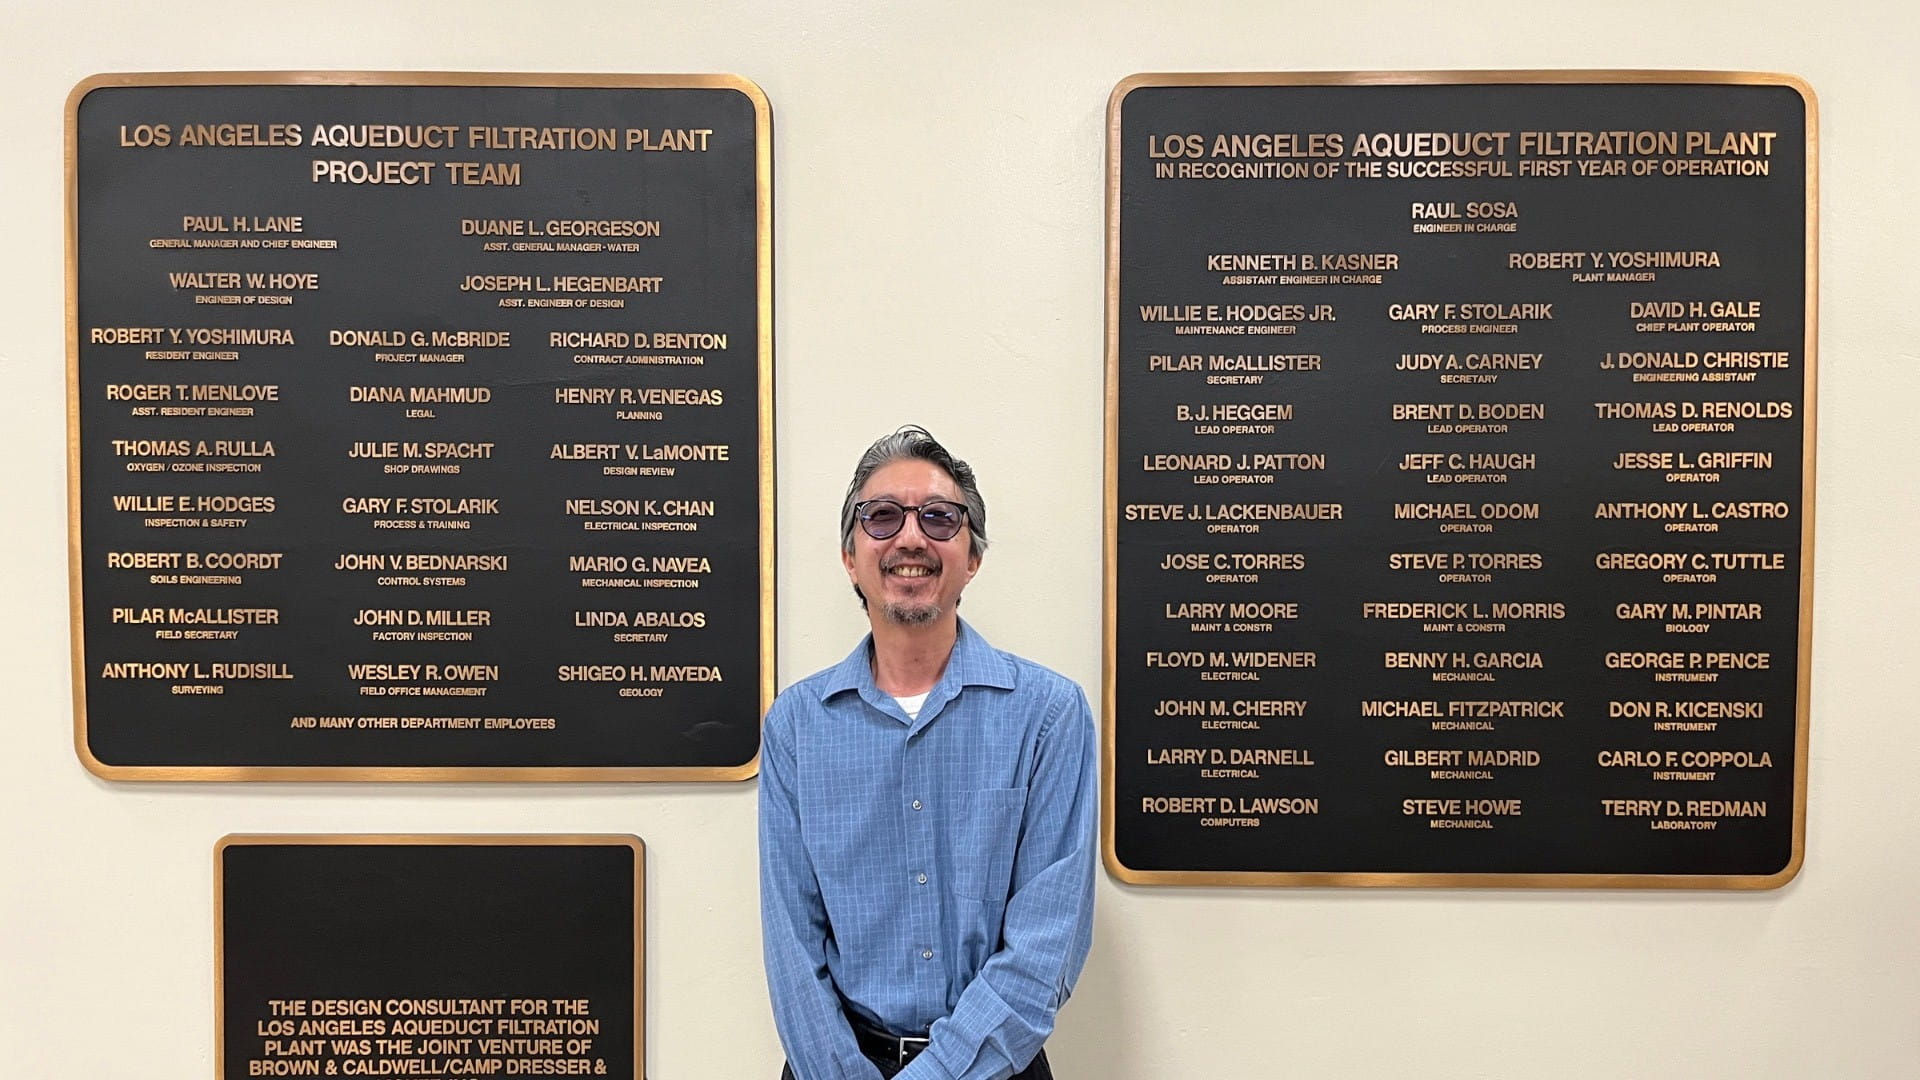 LOS ANGELES AQUEDUCT FILTRATION PLANT
PROJECT TEAM
PAUL H. LANE
GENERAL MANAGER AND CHIEF ENGINEER
DUANE L. GEORGESON
ASST. GENERAL MANAGER - WATER
WALTER W. HOYE
ENGINEER OF DESIGN
JOSEPH L. HEGENBART
ASST. ENGINEER OF DESIGN
ROBERT Y. YOSHIMURA
RESIDENT ENGINEER
DONALD G. McBRIDE
PROJECT MANAGER
RICHARD D. BENTON
CONTRACT ADMINISTRATION
ROGER T. MENLOVE
ASST. RESIDENT ENGINEER
DIANA MAHMUD
LEGAL
HENRY R. VENEGAS
PLANNING
THOMAS A. RULLA
OXYGEN / OZONE INSPECTION
JULIE M. SPACHT
SHOP DRAWINGS
ALBERT V. LaMONTE
DESIGN REVIEW
WILLIE E. HODGES
INSPECTION & SAFETY
GARY F. STOLARIK
PROCESS & TRAINING
NELSON K. CHAN
ELECTRICAL INSPECTION
ROBERT B. COORDT
SOILS ENGINEERING
JOHN V. BEDNARSKI
CONTROL SYSTEMS
MARIO G. NAVEA
MECHANICAL INSPECTION
PILAR McALLISTER
FIELD SECRETARY
JOHN D. MILLER
FACTORY INSPECTION
LINDA ABALOS
SECRETARY
ANTHONY L. RUDISILL
SURVEYING
WESLEY R. OWEN
FIELD OFFICE MANAGEMENT
SHIGEO H. MAYEDA
GEOLOGY
AND MANY OTHER DEPARTMENT EMPLOYEES
THE DESIGN CONSULTANT FOR THE
LOS ANGELES AQUEDUCT FILTRATION
PLANT WAS THE JOINT VENTURE OF
BROWN & CALDWELL/CAMP DRESSER &
LOS ANGELES AQUEDUCT FILTRATION PLANT
IN RECOGNITION OF THE SUCCESSFUL FIRST YEAR OF OPERATION
RAUL SOSA
ENGINEER IN CHARGE
KENNETH B. KASNER
ASSISTANT ENGINEER IN CHARGE
ROBERT Y. YOSHIMURA
PLANT MANAGER
WILLIE E. HODGES JR.
MAINTENANCE ENGINEER
GARY F. STOLARIK
PROCESS ENGINEER
DAVID H. GALE
CHIEF PLANT OPERATOR
PILAR McALLISTER
SECRETARY
JUDY A. CARNEY
SECRETARY
J. DONALD CHRISTIE
ENGINEERING ASSISTANT
B. J. HEGGEM
LEAD OPERATOR
BRENT D. BODEN
LEAD OPERATOR
THOMAS D. RENOLDS
LEAD OPERATOR
LEONARD J. PATTON
LEAD OPERATOR
JEFF C. HAUGH
LEAD OPERATOR
JESSE L. GRIFFIN
OPERATOR
STEVE J. LACKENBAUER
OPERATOR
MICHAEL ODOM
OPERATOR
ANTHONY L. CASTRO
OPERATOR
JOSE C. TORRES
OPERATOR
STEVE P. TORRES
OPERATOR
GREGORY C. TUTTLE
OPERATOR
LARRY MOORE
MAINT & CONSTR
FREDERICK L. MORRIS
MAINT & CONSTR
GARY M. PINTAR
BIOLOGY
FLOYD M. WIDENER
ELECTRICAL
BENNY H. GARCIA
MECHANICAL
GEORGE P. PENCE
INSTRUMENT
JOHN M. CHERRY
ELECTRICAL
MICHAEL FITZPATRICK
MECHANICAL
DON R. KICENSKI
INSTRUMENT
LARRY D. DARNELL
ELECTRICAL
GILBERT MADRID
MECHANICAL
CARLO F. COPPOLA
INSTRUMENT
ROBERT D. LAWSON
COMPUTERS
STEVE HOWE
MECHANICAL
TERRY D. REDMAN
LABORATORY